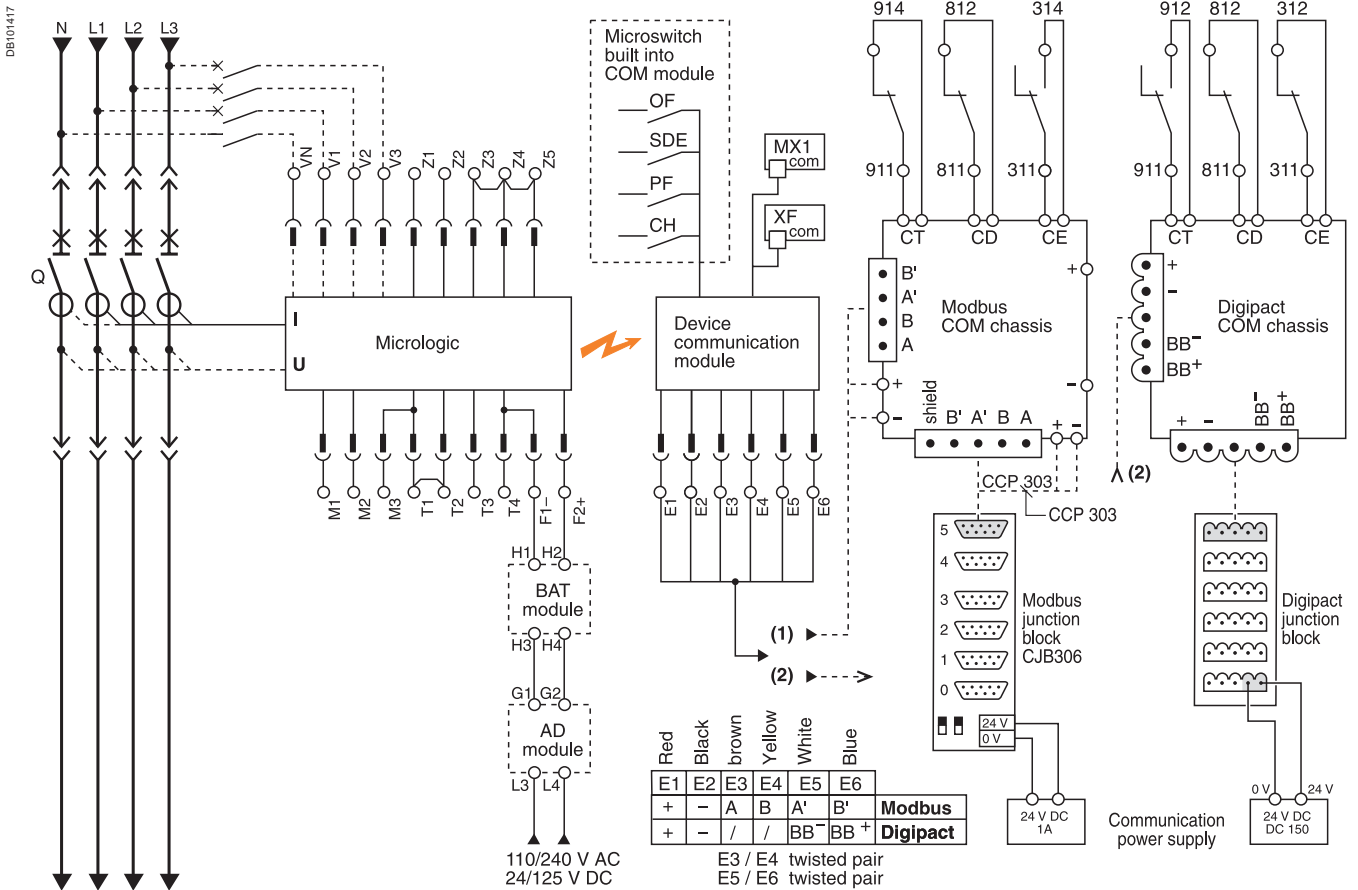 DB101417
N L1 L2 L3
Q
VN V1 V2 V3 Z1 Z2 Z3 Z4 Z5
I
U
Micrologic
M1 M2 M3 T1 T2 T3 T4 F1– F2+
H1 H2
BAT
module
H3 H4
G1 G2
AD
module
L3 L4
110/240 V AC
24/125 V DC
Microswitch
built into
COM module
OF
SDE
PF
CH
MX1
com
XF
com
Device
communication
module
E1 E2 E3 E4 E5 E6
(1)
(2)
Red Black brown Yellow White Blue
E1 E2 E3 E4 E5 E6
+ – A B A' B' Modbus
+ – / / BB– BB+ Digipact
E3 / E4 twisted pair
E5 / E6 twisted pair
914 812 314
911 811 311
CT CD CE
B'
A'
B
A
+
–
+
–
Modbus
COM chassis
shield B' A' B A + –
CCP 303
CCP 303
5
4
3
2
1
0
Modbus
junction
block
CJB306
24 V
0 V
24 V DC
1A
Communication
power supply
912 812 312
911 811 311
CT CD CE
+
–
BB–
BB+
Digipact
COM chassis
+ – BB– BB+
(2)
Digipact
junction
block
0 V 24 V
24 V DC
DC 150